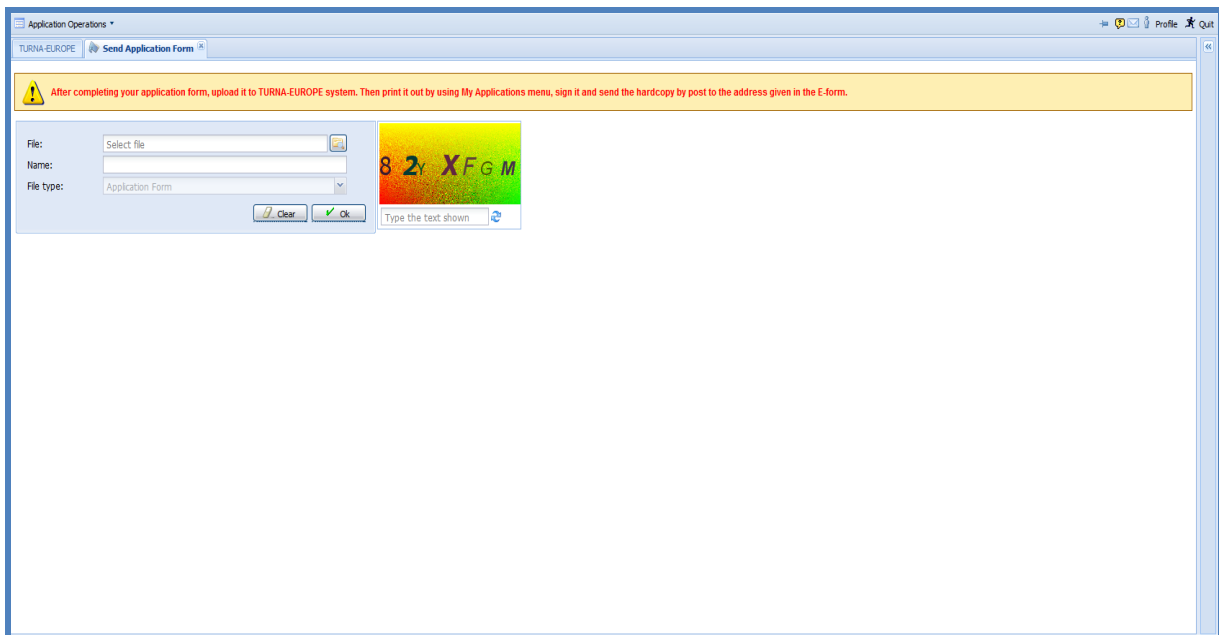 Application Operations
Profile Quit
TURNA-EUROPE Send Application Form
After completing your application form, upload it to TURNA-EUROPE system. Then print it out by using My Applications menu, sign it and send the hardcopy by post to the address given in the E-form.
File: Select file
Name:
File type: Application Form
Clear Ok
8 2Y XFGM
Type the text shown